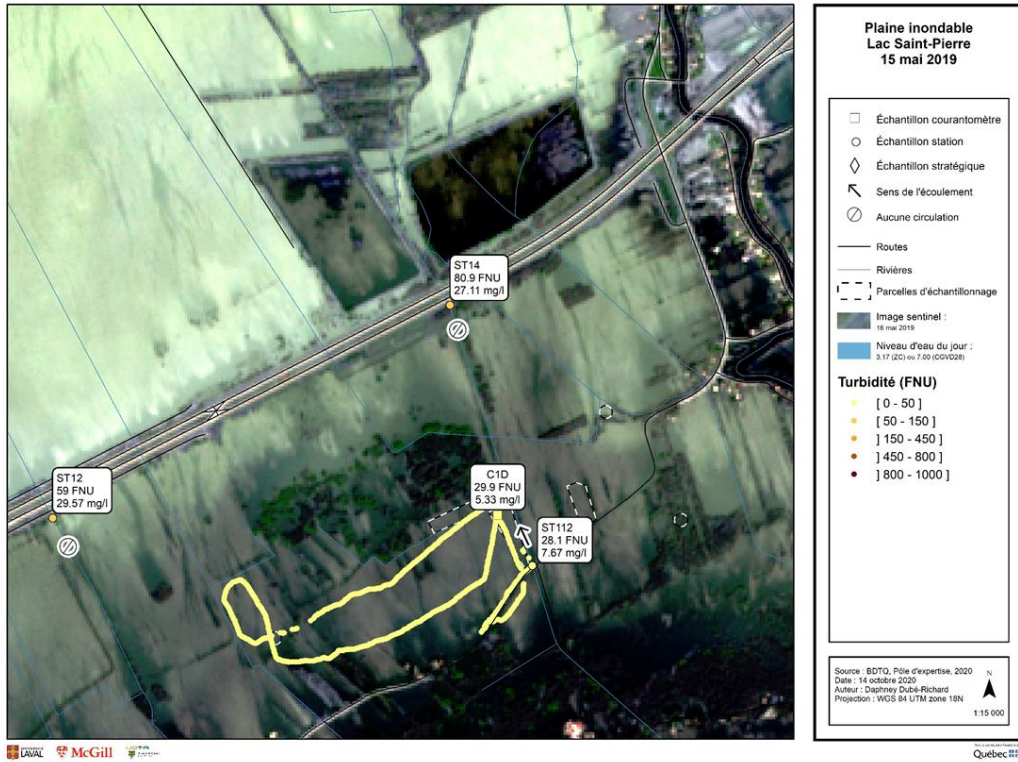 Plaine inondable
Lac Saint-Pierre
15 mai 2019
Échantillon courantomètre
Échantillon station
Échantillon stratégique
Sens de l'écoulement
Aucune circulation
Routes
Rivières
Parcelles d'échantillonnage
Image sentinel :
16 mai 2019
Niveau d'eau du jour :
3.17 (ZC) ou 7.00 (CGVD28)
Turbidité (FNU)
[ 0 - 50 ]
[ 50 - 150 ]
] 150 - 450 ]
] 450 - 800 ]
] 800 - 1000 ]
ST14
80.9 FNU
27.11 mg/l
ST12
59 FNU
29.57 mg/l
C1D
29.9 FNU
5.33 mg/l
ST112
28.1 FNU
7.67 mg/l
Source : BDTQ, Pôle d'expertise, 2020
Date : 14 octobre 2020
Auteur : Daphney Dubé-Richard
Projection : WGS 84 UTM zone 18N
N
1:15 000
LAVAL
McGill
Québec